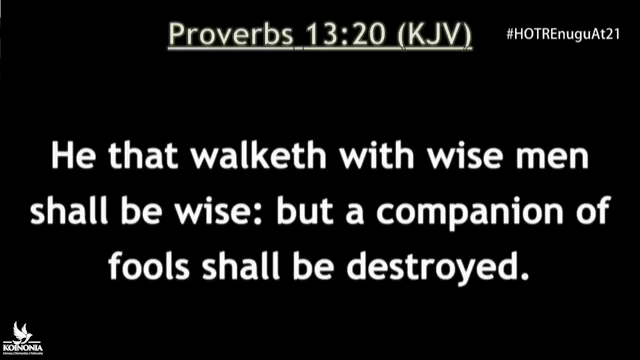 Proverbs 13:20 (KJV)
#HOTREnuguAt21
He that walketh with wise men
shall be wise: but a companion of
fools shall be destroyed.
KOINONIA